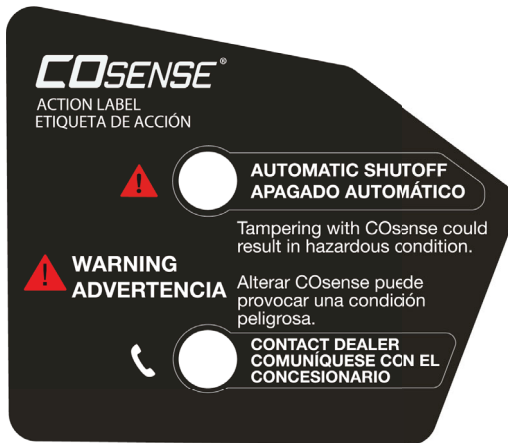 COSENSE®
ACTION LABEL
ETIQUETA DE ACCIÓN
AUTOMATIC SHUTOFF
APAGADO AUTOMÁTICO
Tampering with COsense could
result in hazardous condition.
WARNING
ADVERTENCIA
Alterar COsense puede
provocar una condición
peligrosa.
CONTACT DEALER
COMUNÍQUESE CON EL
CONCESIONARIO